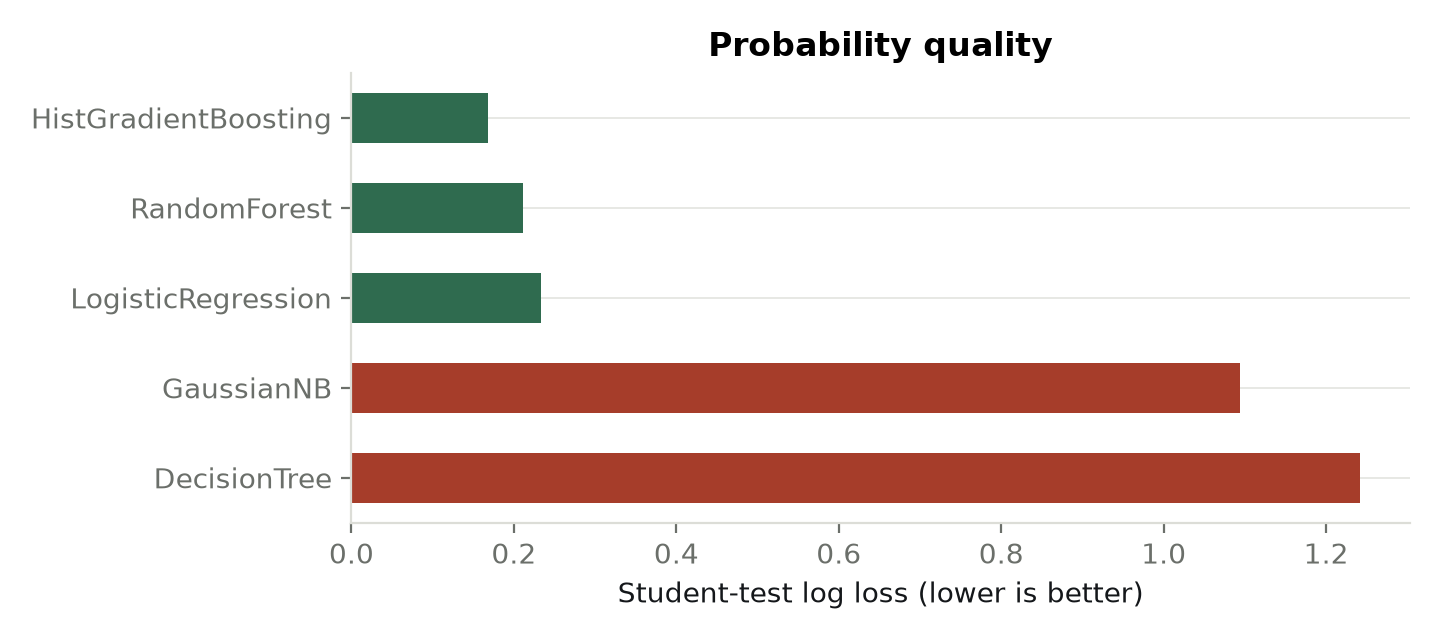 Probability quality
HistGradientBoosting
RandomForest
LogisticRegression
GaussianNB
DecisionTree
0.0 0.2 0.4 0.6 0.8 1.0 1.2
Student-test log loss (lower is better)